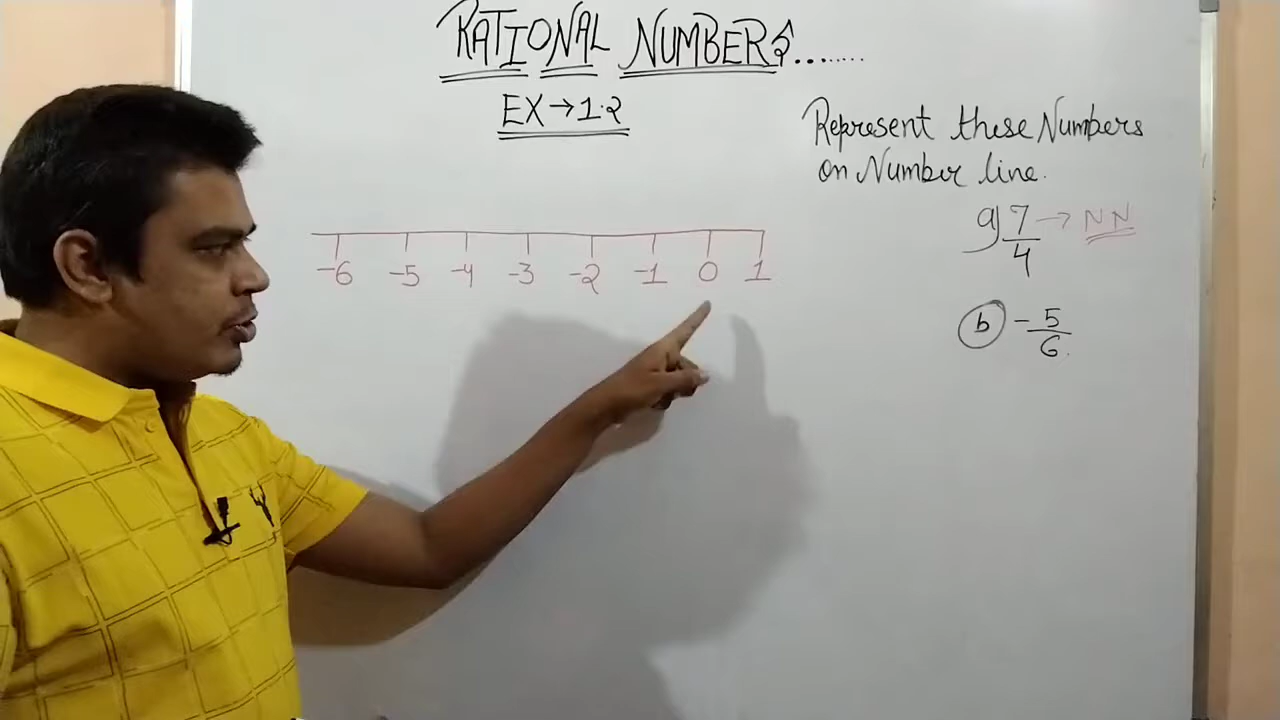 RATIONAL NUMBERS........
EX→1.2
Represent these Numbers
on Number line.
a) 7/4 → NN
-6 -5 -4 -3 -2 -1 0 1
b -5/6.